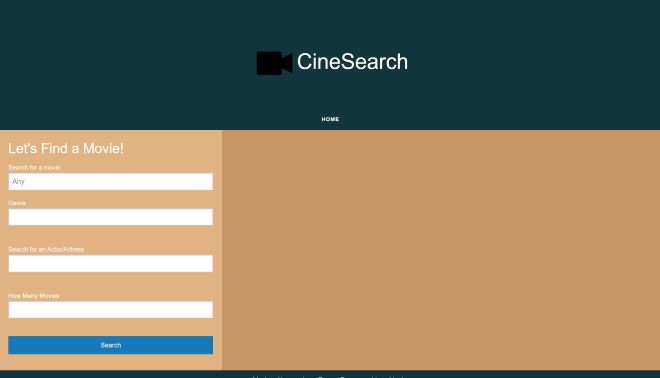 CineSearch
HOME
Let's Find a Movie!
Search for a movie
Any
Genre
Search for an Actor/Actress
How Many Movies
Search